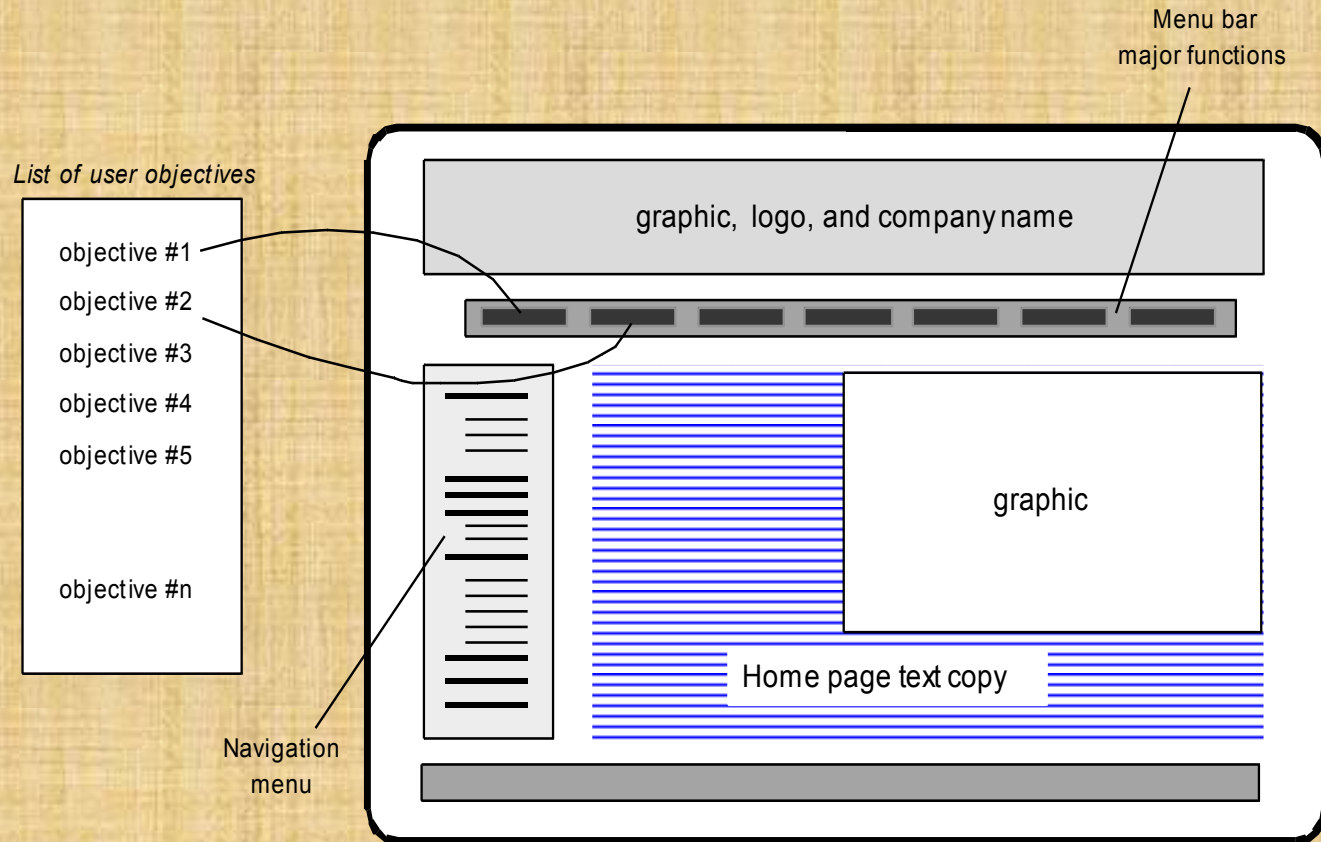 Menu bar
major functions
List of user objectives
objective #1
objective #2
objective #3
objective #4
objective #5
objective #n
graphic, logo, and company name
graphic
Home page text copy
Navigation
menu